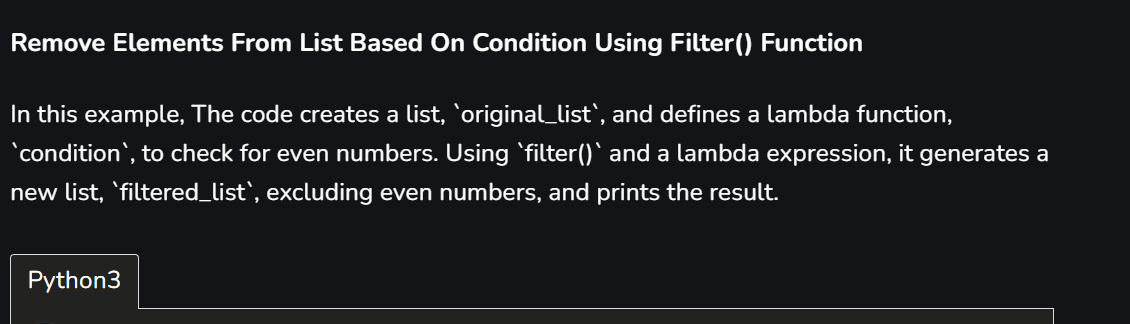 Remove Elements From List Based On Condition Using Filter() Function
In this example, The code creates a list, `original_list`, and defines a lambda function,
`condition`, to check for even numbers. Using `filter()` and a lambda expression, it generates a
new list, `filtered_list`, excluding even numbers, and prints the result.
Python3